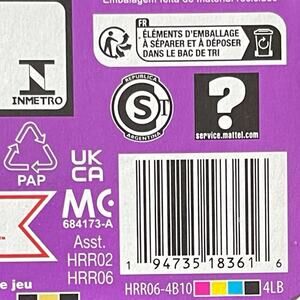 Embalagem feita de material reciclado
FR
ÉLÉMENTS D'EMBALLAGE
À SÉPARER ET À DÉPOSER
DANS LE BAC DE TRI
N
INMETRO
REPUBLICA
S T
ARGENTINA
?
service.mattel.com
PAP
UK
CA
MC
684173-A
Asst.
HRR02
HRR06
e jeu
1 94735 18361 6
HRR06-4B10 4LB